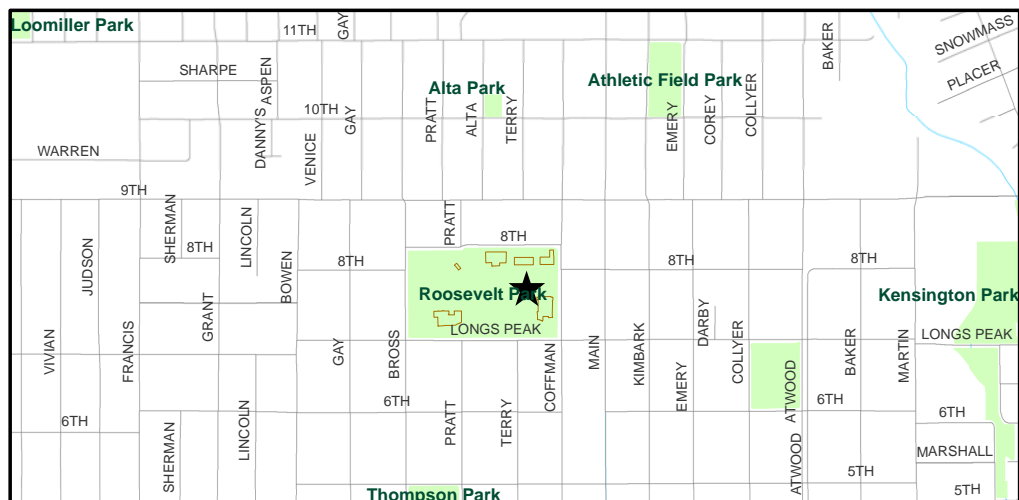 Loomiller Park
11TH
GAY
BAKER
SNOWMASS
PLACER
SHARPE
ASPEN
DANNY'S
Alta Park
Athletic Field Park
10TH
GAY
PRATT
ALTA
TERRY
EMERY
COREY
COLLYER
WARREN
VENICE
9TH
JUDSON
SHERMAN
8TH
LINCOLN
BOWEN
8TH
PRATT
8TH
8TH
8TH
Roosevelt Park
Kensington Park
LONGS PEAK
LONGS PEAK
VIVIAN
FRANCIS
GRANT
GAY
BROSS
COFFMAN
MAIN
KIMBARK
DARBY
EMERY
COLLYER
ATWOOD
BAKER
MARTIN
6TH
6TH
6TH
6TH
SHERMAN
LINCOLN
PRATT
TERRY
ATWOOD
MARSHALL
5TH
5TH
Thompson Park